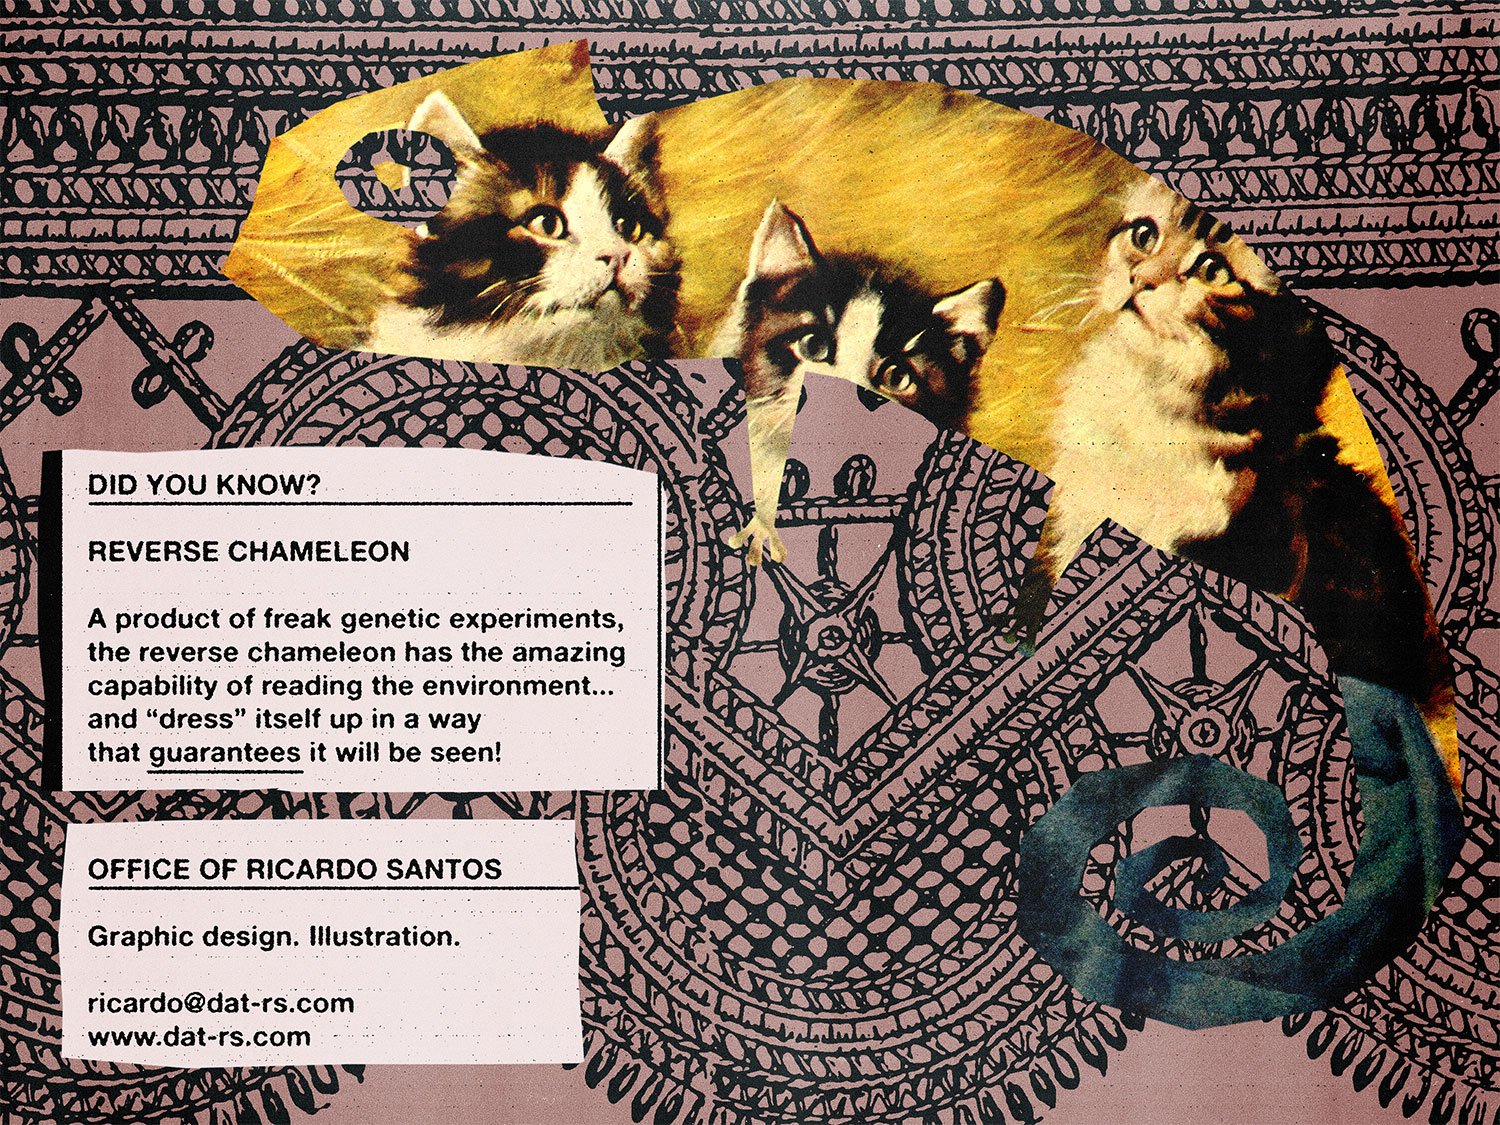 DID YOU KNOW?
REVERSE CHAMELEON
A product of freak genetic experiments,
the reverse chameleon has the amazing
capability of reading the environment...
and “dress” itself up in a way
that guarantees it will be seen!
OFFICE OF RICARDO SANTOS
Graphic design. Illustration.
ricardo@dat-rs.com
www.dat-rs.com